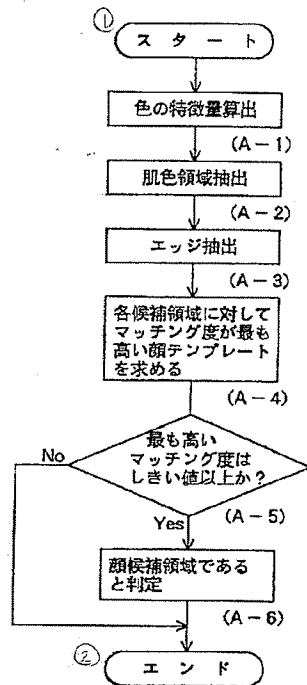 ①
スタート
色の特徴量算出
(A-1)
肌色領域抽出
(A-2)
エッジ抽出
(A-3)
各候補領域に対して
マッチング度が最も
高い顔テンプレート
を求める
(A-4)
最も高い
マッチング度は
しきい値以上か?
No
(A-5)
Yes
顔候補領域である
と判定
(A-6)
②
エンド